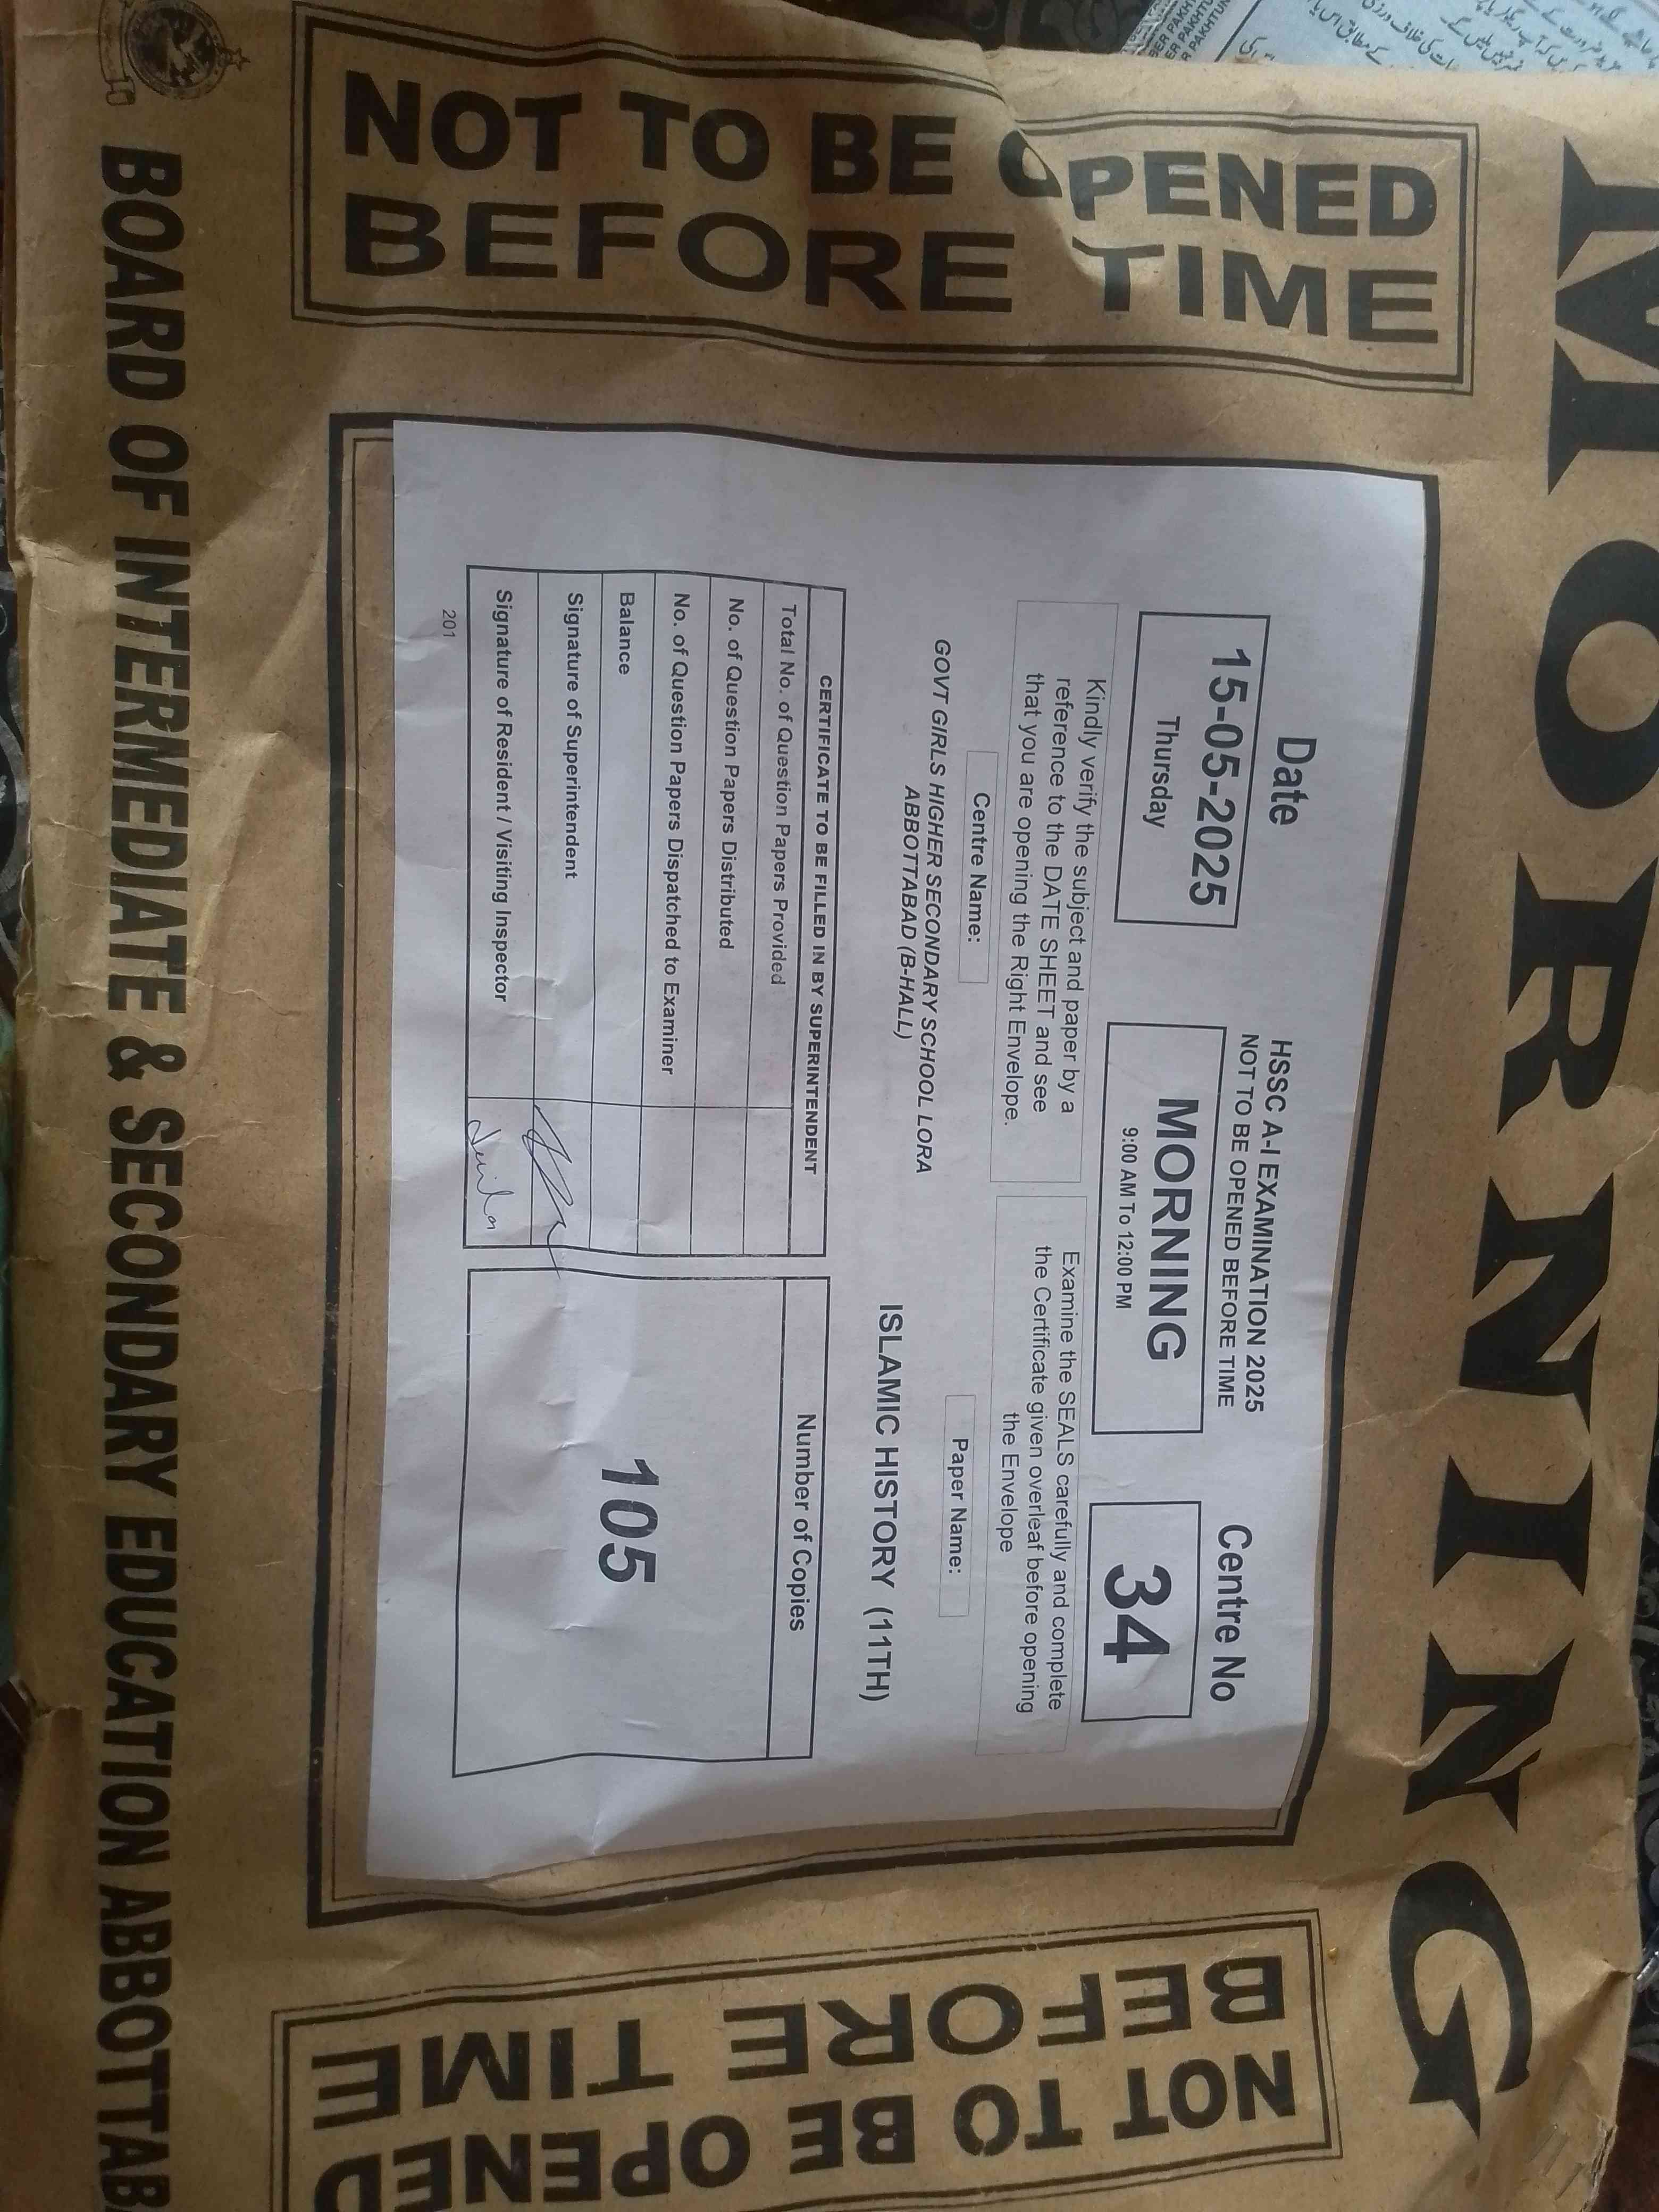 MORNING
NOT TO BE OPENED
BEFORE TIME
Date
15-05-2025
Thursday
HSSC A-I EXAMINATION 2025
NOT TO BE OPENED BEFORE TIME
MORNING
9:00 AM To 12:00 PM
Centre No
34
Kindly verify the subject and paper by a
reference to the DATE SHEET and see
that you are opening the Right Envelope.
Examine the SEALS carefully and complete
the Certificate given overleaf before opening
the Envelope
Centre Name:
GOVT GIRLS HIGHER SECONDARY SCHOOL LORA
ABBOTTABAD (B-HALL)
Paper Name:
ISLAMIC HISTORY (11TH)
CERTIFICATE TO BE FILLED IN BY SUPERINTENDENT
Total No. of Question Papers Provided
No. of Question Papers Distributed
No. of Question Papers Dispatched to Examiner
Balance
Signature of Superintendent
Signature of Resident / Visiting Inspector
Number of Copies
105
201
NOT TO BE OPENED
BEFORE TIME
BOARD OF INTERMEDIATE & SECONDARY EDUCATION ABBOTTAB